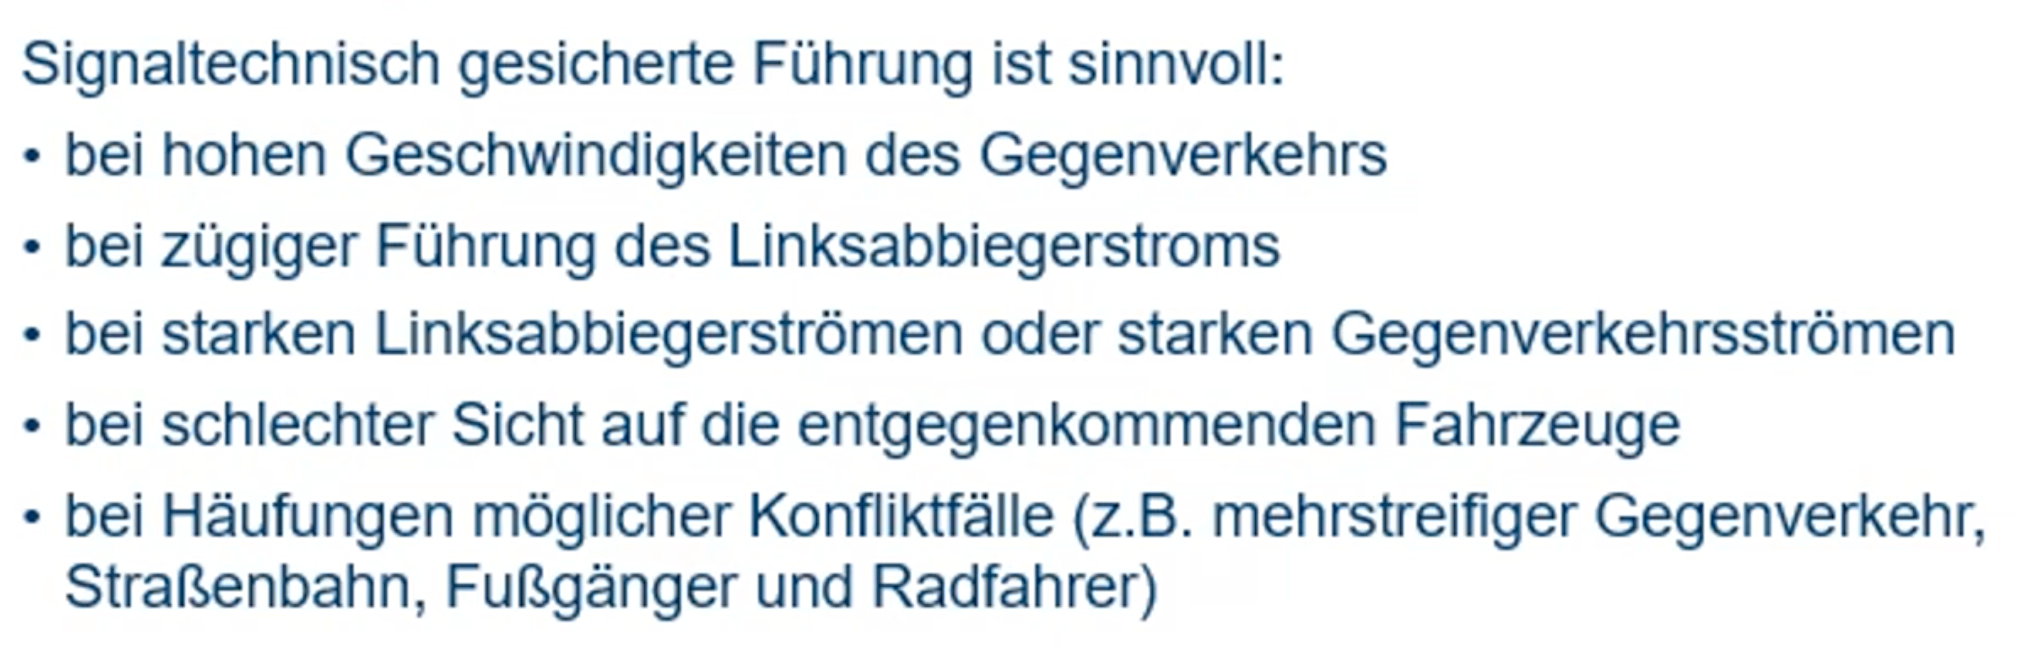 Signaltechnisch gesicherte Führung ist sinnvoll:
• bei hohen Geschwindigkeiten des Gegenverkehrs
• bei zügiger Führung des Linksabbiegerstroms
• bei starken Linksabbiegerströmen oder starken Gegenverkehrsströmen
• bei schlechter Sicht auf die entgegenkommenden Fahrzeuge
• bei Häufungen möglicher Konfliktfälle (z.B. mehrstreifiger Gegenverkehr,
Straßenbahn, Fußgänger und Radfahrer)